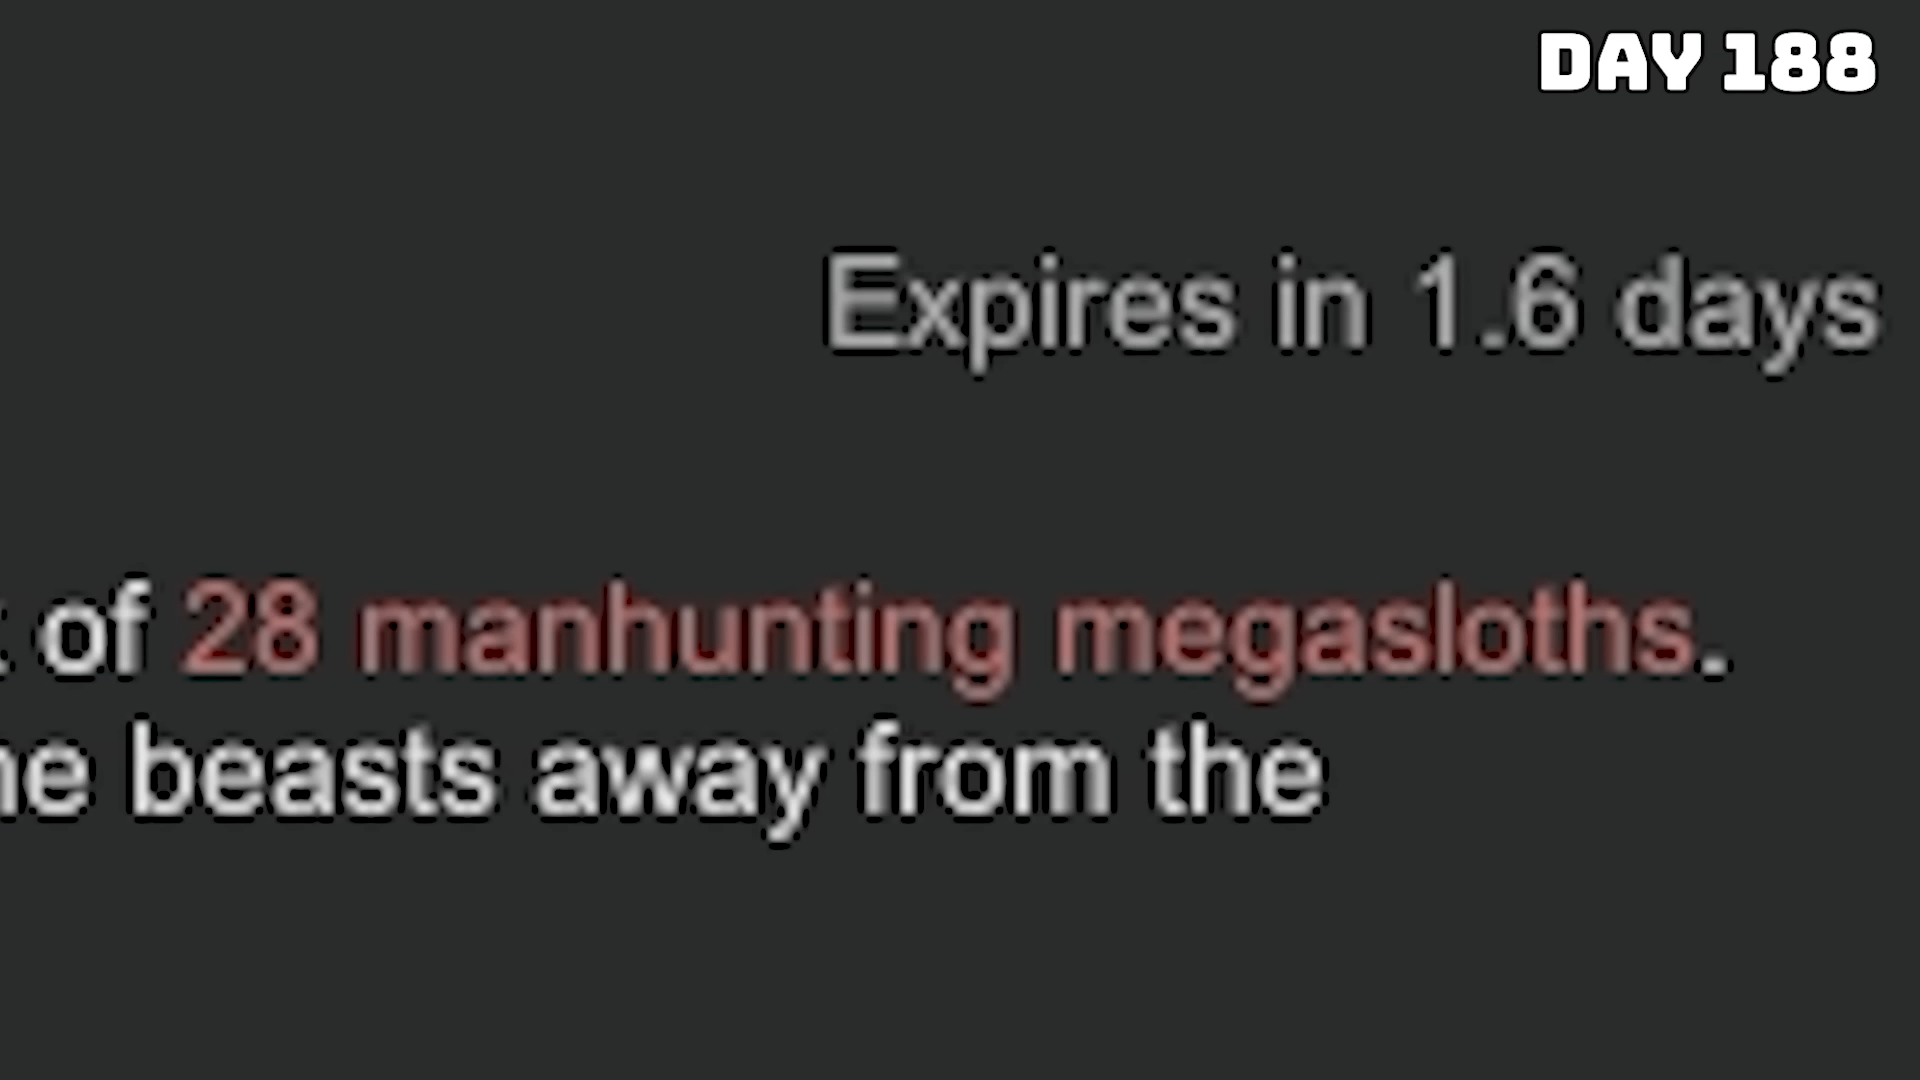 DAY 188
Expires in 1.6 days
of 28 manhunting megasloths.
beasts away from the